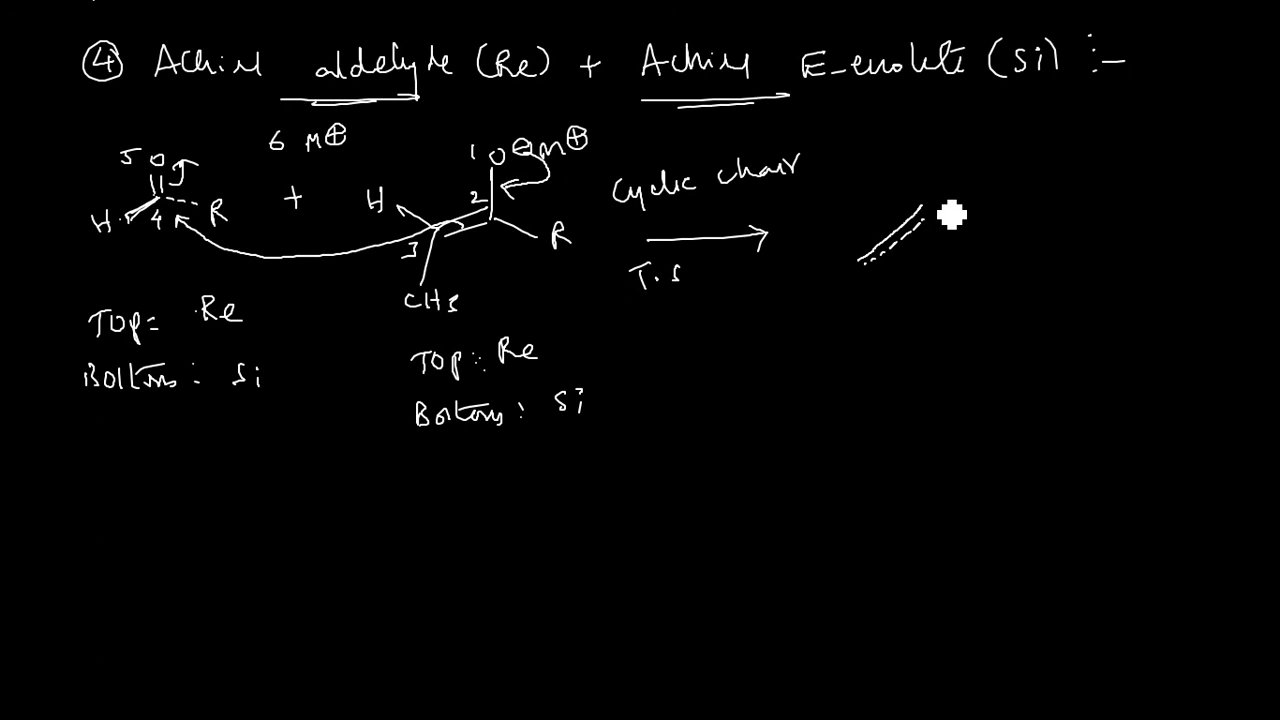 ④ Achiral aldehyde (Re) + Achiral E-enolate (Si) :-
6 M⊕
5 O 1 O⊖M⊕
H 4 R + H 3 2 R
CH3
Cyclic chair
T.S
Top = Re
Bottom : Si
Top : Re
Bottom : Si